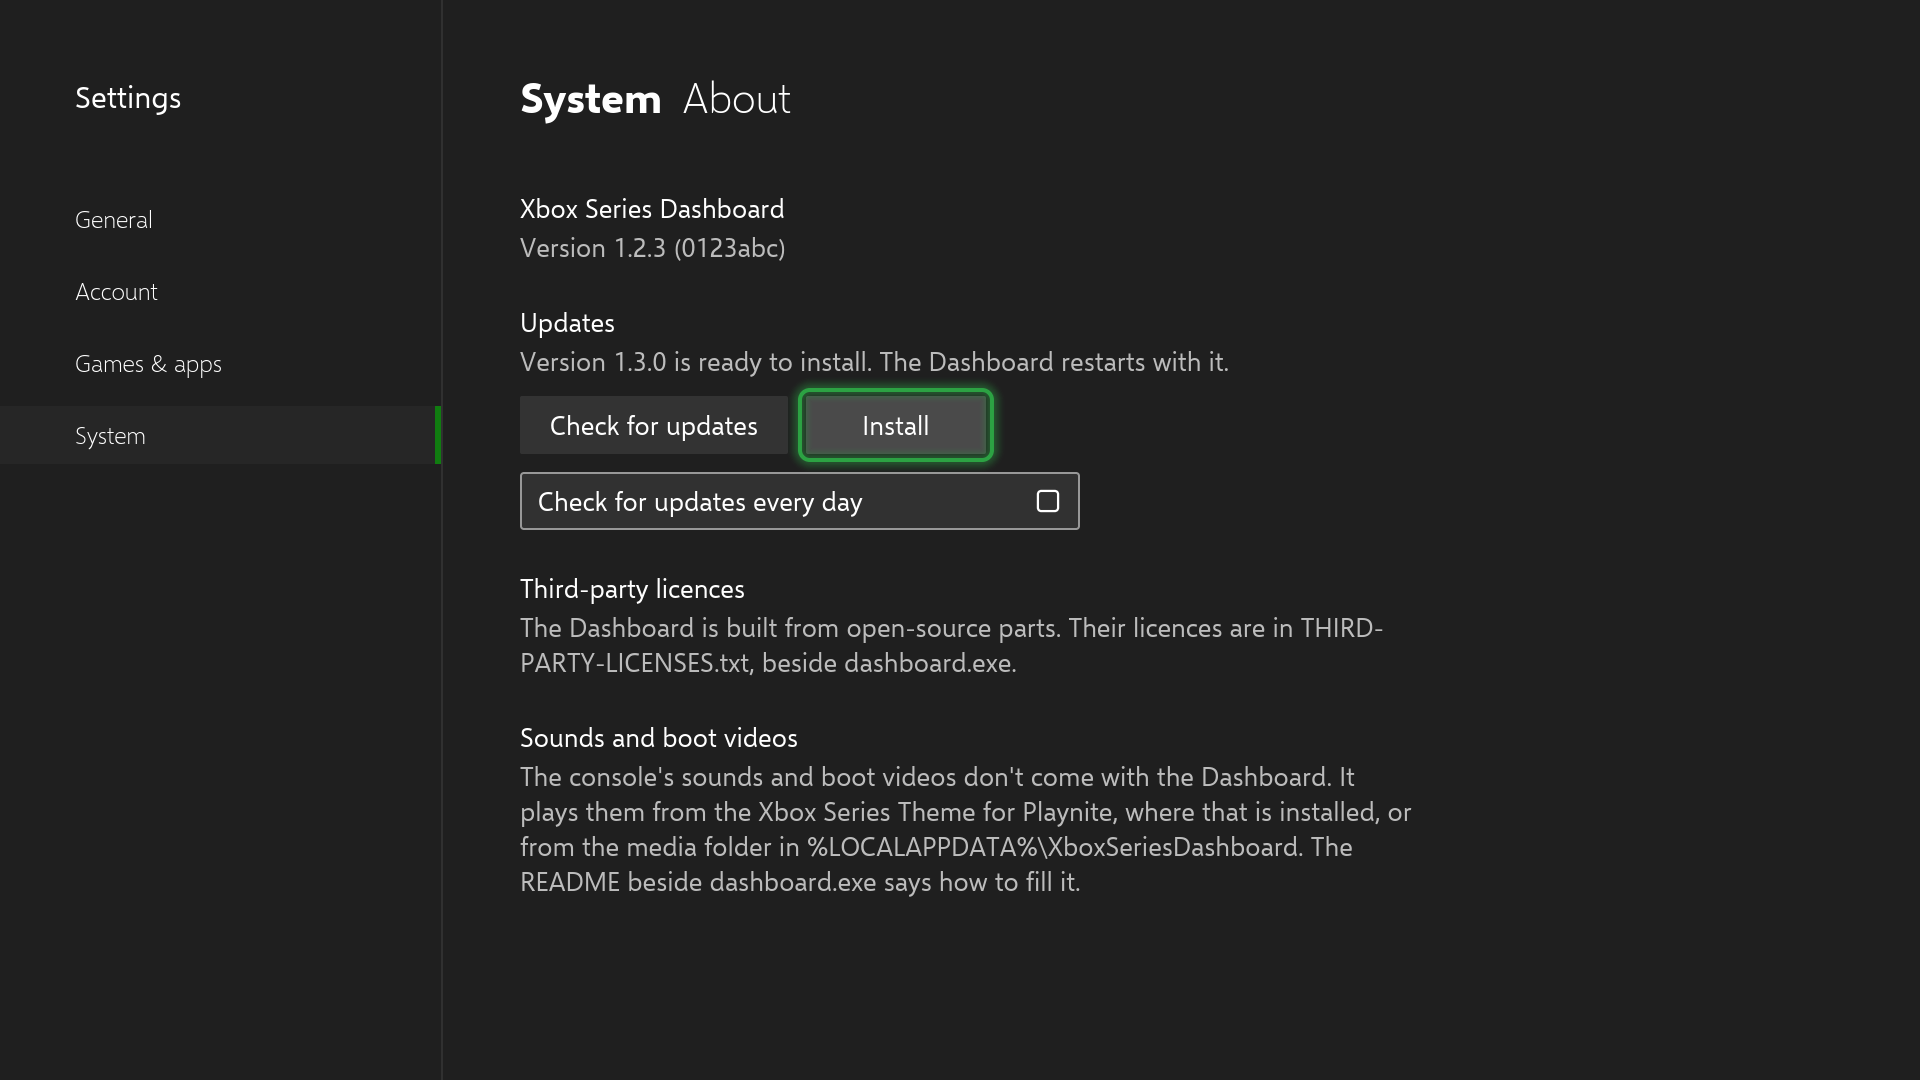 Settings
General
Account
Games & apps
System
System About
Xbox Series Dashboard
Version 1.2.3 (0123abc)
Updates
Version 1.3.0 is ready to install. The Dashboard restarts with it.
Check for updates
Install
Check for updates every day
Third-party licences
The Dashboard is built from open-source parts. Their licences are in THIRD-
PARTY-LICENSES.txt, beside dashboard.exe.
Sounds and boot videos
The console's sounds and boot videos don't come with the Dashboard. It
plays them from the Xbox Series Theme for Playnite, where that is installed, or
from the media folder in %LOCALAPPDATA%\XboxSeriesDashboard. The
README beside dashboard.exe says how to fill it.